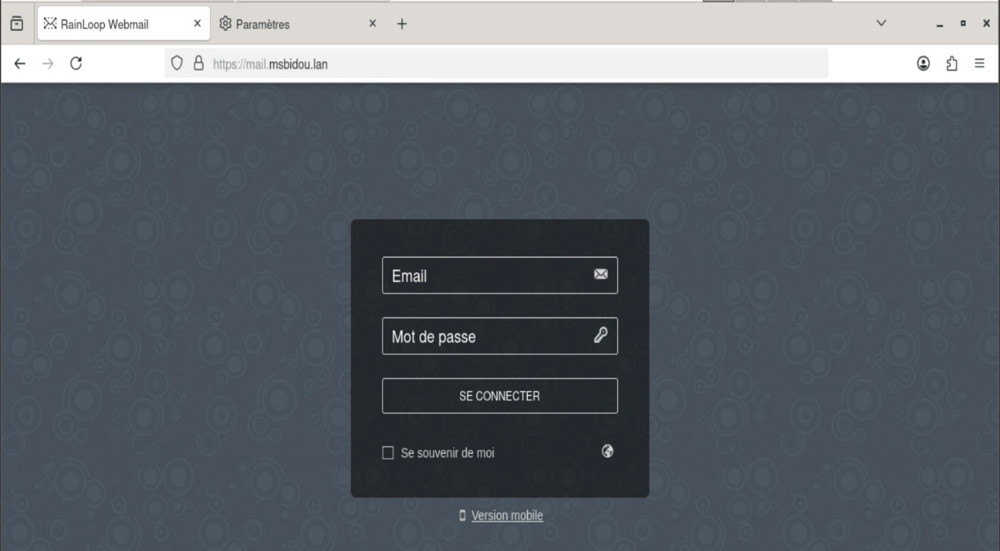 RainLoop Webmail
Paramètres
https://mail.msbidou.lan
Email
Mot de passe
SE CONNECTER
Se souvenir de moi
Version mobile